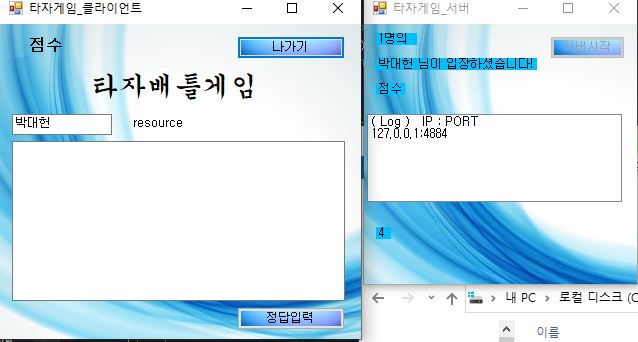 타자게임_클라이언트
점수
나가기
타자배틀게임
박대헌
resource
정답입력
타자게임_서버
1명의
서버시작
박대헌 님이 입장하셨습니다!
점수
( Log ) IP : PORT
127.0.0.1:4884
4
내 PC > 로컬 디스크 (C
이름